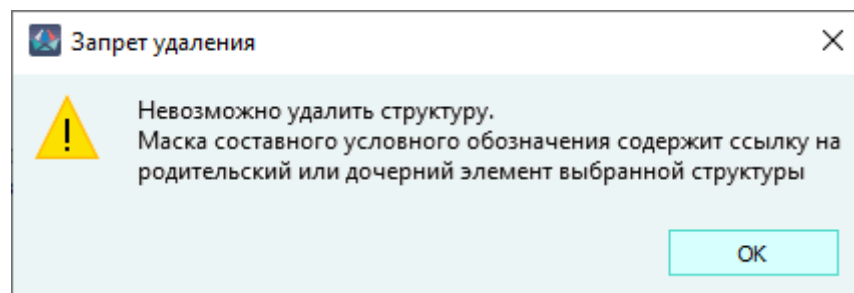 Запрет удаления
Невозможно удалить структуру.
Маска составного условного обозначения содержит ссылку на
родительский или дочерний элемент выбранной структуры
OK